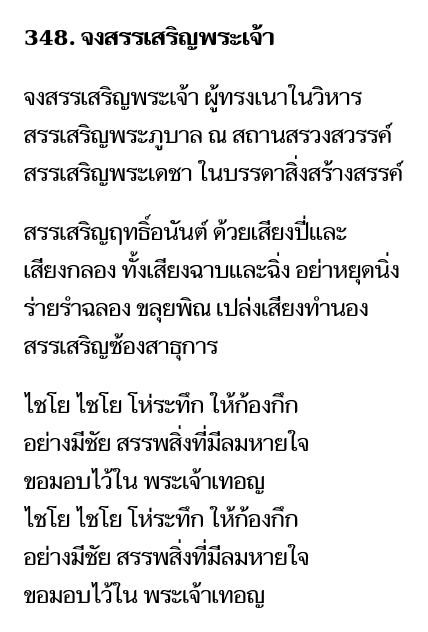 348. จงสรรเสริญพระเจ้า
จงสรรเสริญพระเจ้า ผู้ทรงเนาในวิหาร
สรรเสริญพระภูบาล ณ สถานสรวงสวรรค์
สรรเสริญพระเดชา ในบรรดาสิ่งสร้างสรรค์
สรรเสริญฤทธิ์อนันต์ ด้วยเสียงปี่และ
เสียงกลอง ทั้งเสียงฉาบและฉิ่ง อย่าหยุดนิ่ง
ร่ายรำฉลอง ขลุยพิณ เปล่งเสียงทำนอง
สรรเสริญซ้องสาธุการ
ไชโย ไชโย โห่ระทึก ให้ก้องกึก
อย่างมีชัย สรรพสิ่งที่มีลมหายใจ
ขอมอบไว้ใน พระเจ้าเทอญ
ไชโย ไชโย โห่ระทึก ให้ก้องกึก
อย่างมีชัย สรรพสิ่งที่มีลมหายใจ
ขอมอบไว้ใน พระเจ้าเทอญ